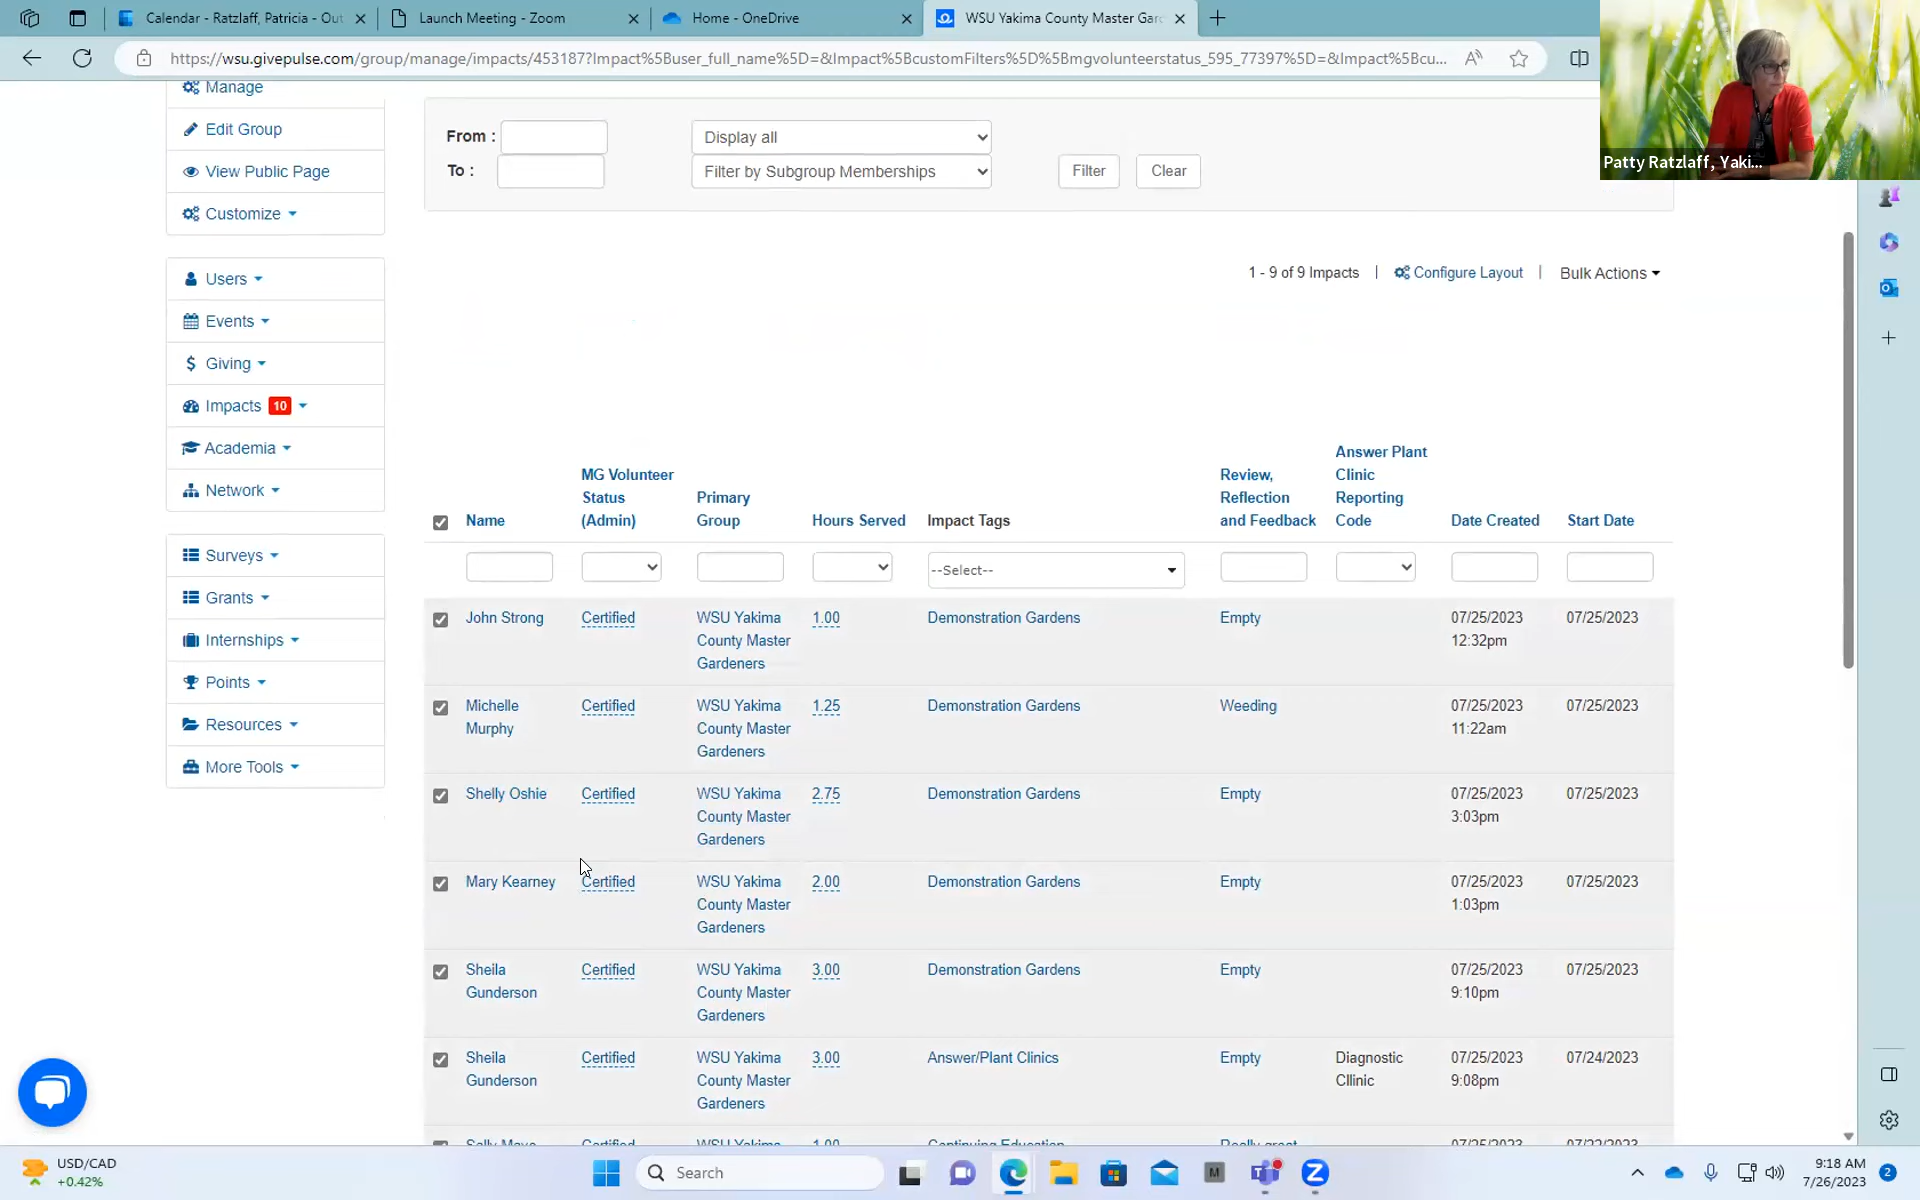 Calendar - Ratzlaff, Patricia - Out
Launch Meeting - Zoom
Home - OneDrive
WSU Yakima County Master Gard
https://wsu.givepulse.com/group/manage/impacts/453187?Impact%5Buser_full_name%5D=&Impact%5BcustomFilters%5D%5Bmgvolunteerstatus_595_77397%5D=&Impact%5Bcu...
Patty Ratzlaff, Yaki...
Manage
Edit Group
View Public Page
Customize
Users
Events
Giving
Impacts 10
Academia
Network
Surveys
Grants
Internships
Points
Resources
More Tools
From :
Display all
To :
Filter by Subgroup Memberships
Filter
Clear
1 - 9 of 9 Impacts | Configure Layout | Bulk Actions
Name
MG Volunteer
Status
(Admin)
Primary
Group
Hours Served
Impact Tags
Review,
Reflection
and Feedback
Answer Plant
Clinic
Reporting
Code
Date Created
Start Date
--Select--
John Strong
Certified
WSU Yakima
County Master
Gardeners
1.00
Demonstration Gardens
Empty
07/25/2023
12:32pm
07/25/2023
Michelle
Murphy
Certified
WSU Yakima
County Master
Gardeners
1.25
Demonstration Gardens
Weeding
07/25/2023
11:22am
07/25/2023
Shelly Oshie
Certified
WSU Yakima
County Master
Gardeners
2.75
Demonstration Gardens
Empty
07/25/2023
3:03pm
07/25/2023
Mary Kearney
Certified
WSU Yakima
County Master
Gardeners
2.00
Demonstration Gardens
Empty
07/25/2023
1:03pm
07/25/2023
Sheila
Gunderson
Certified
WSU Yakima
County Master
Gardeners
3.00
Demonstration Gardens
Empty
07/25/2023
9:10pm
07/25/2023
Sheila
Gunderson
Certified
WSU Yakima
County Master
Gardeners
3.00
Answer/Plant Clinics
Empty
Diagnostic
Cllinic
07/25/2023
9:08pm
07/24/2023
Certified
WSU Yakima
1.00
Continuing Education
Really great
07/25/2023
USD/CAD
+0.42%
Search
9:18 AM
7/26/2023
2